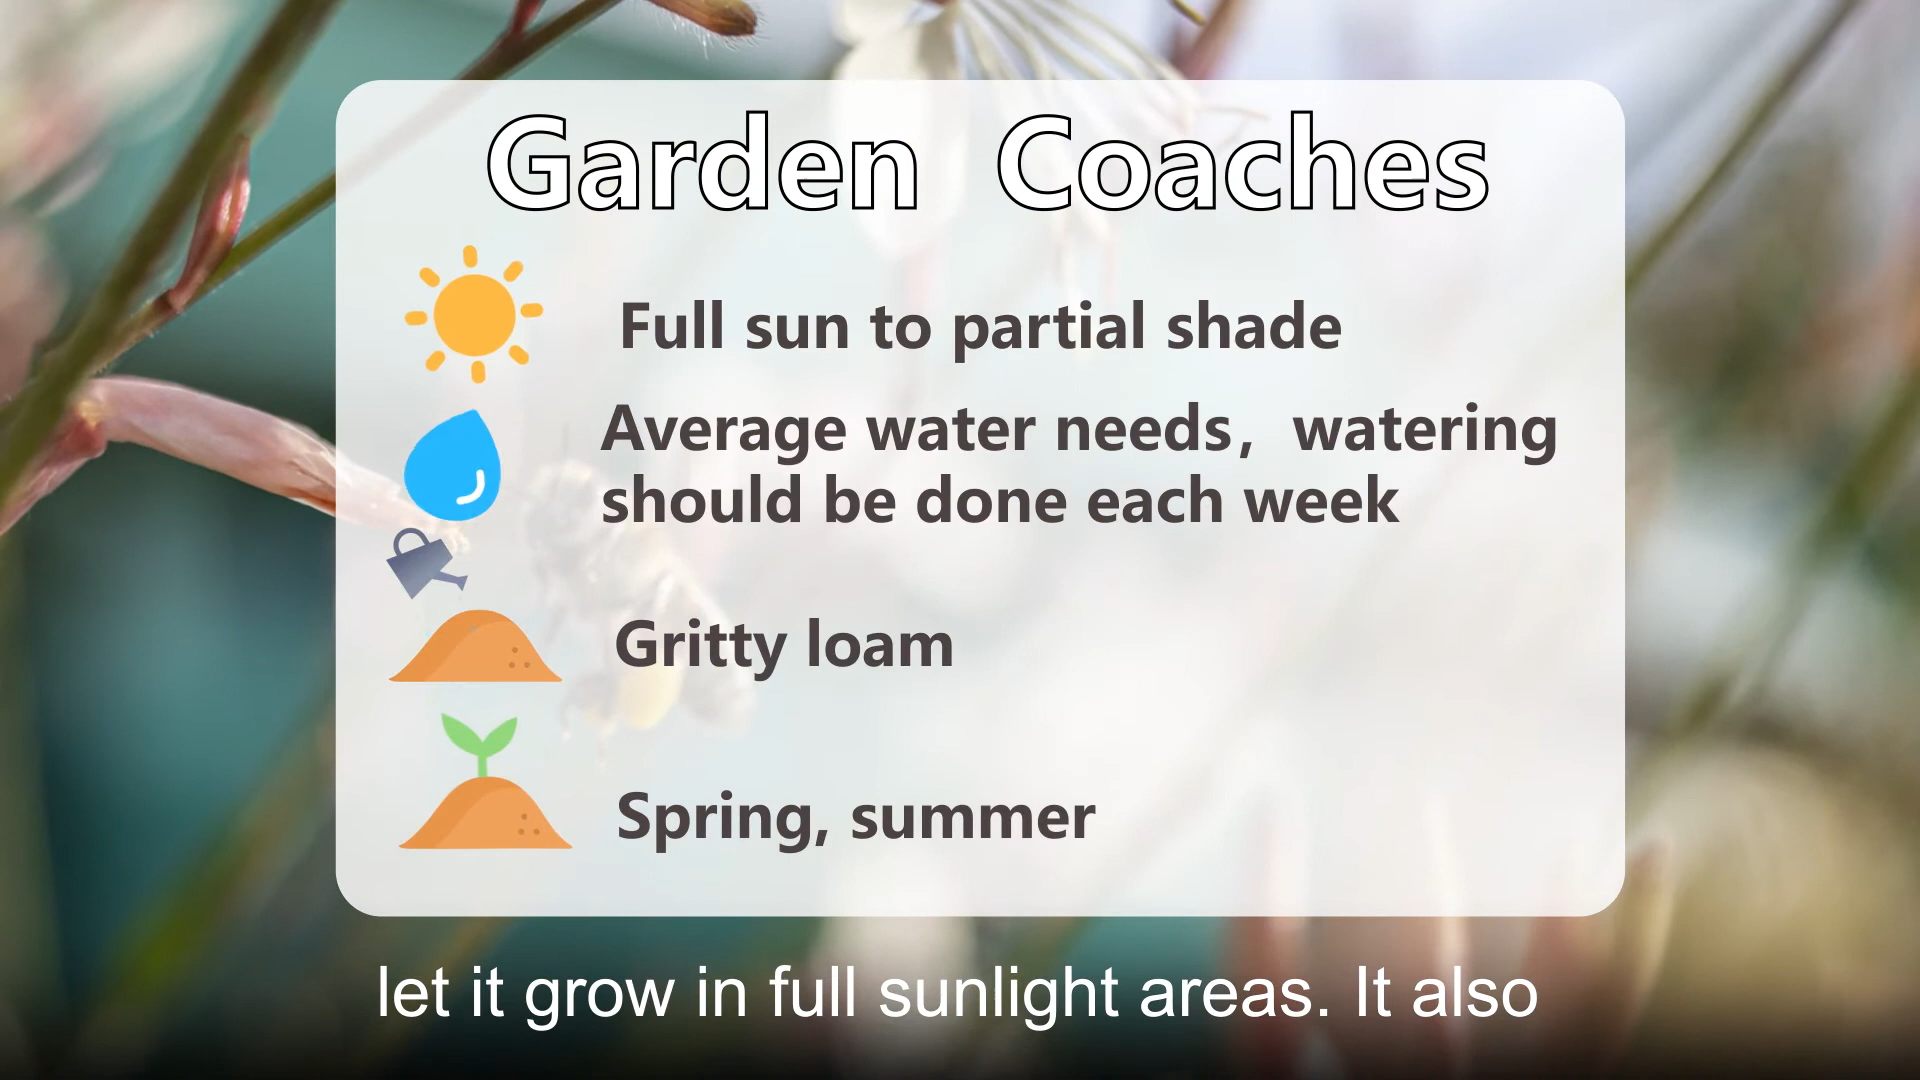 Garden Coaches
Full sun to partial shade
Average water needs, watering
should be done each week
Gritty loam
Spring, summer
let it grow in full sunlight areas. It also